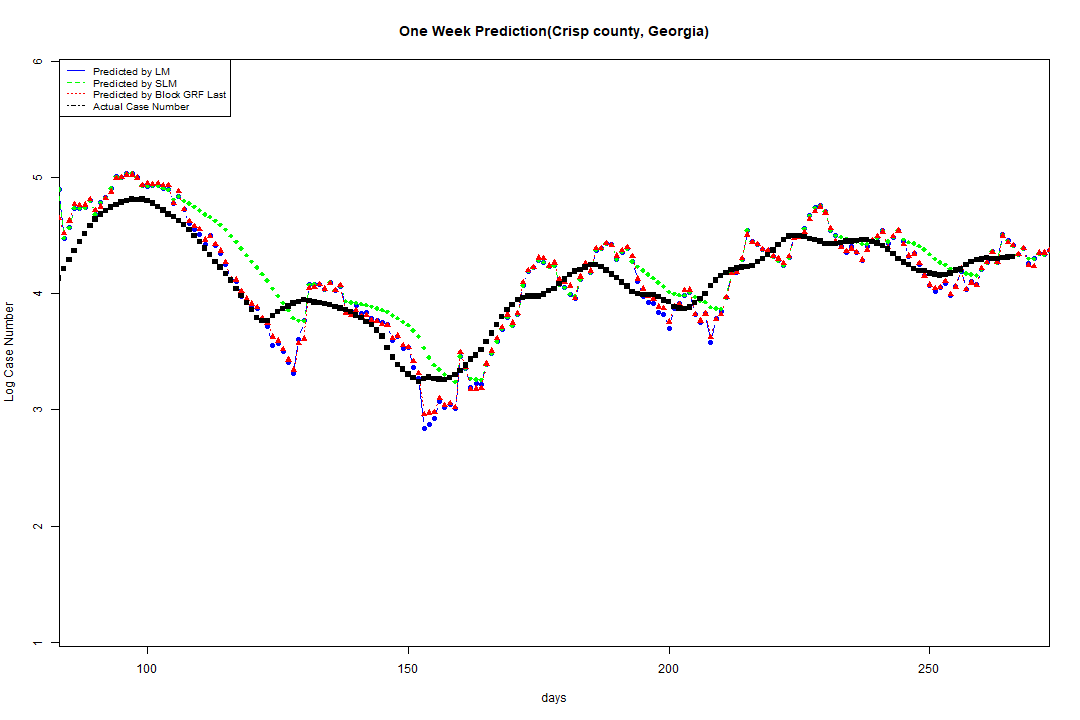 One Week Prediction(Crisp county, Georgia)
Predicted by LM
Predicted by SLM
Predicted by Block GRF Last
Actual Case Number
6
5
4
3
2
1
Log Case Number
100 150 200 250
days